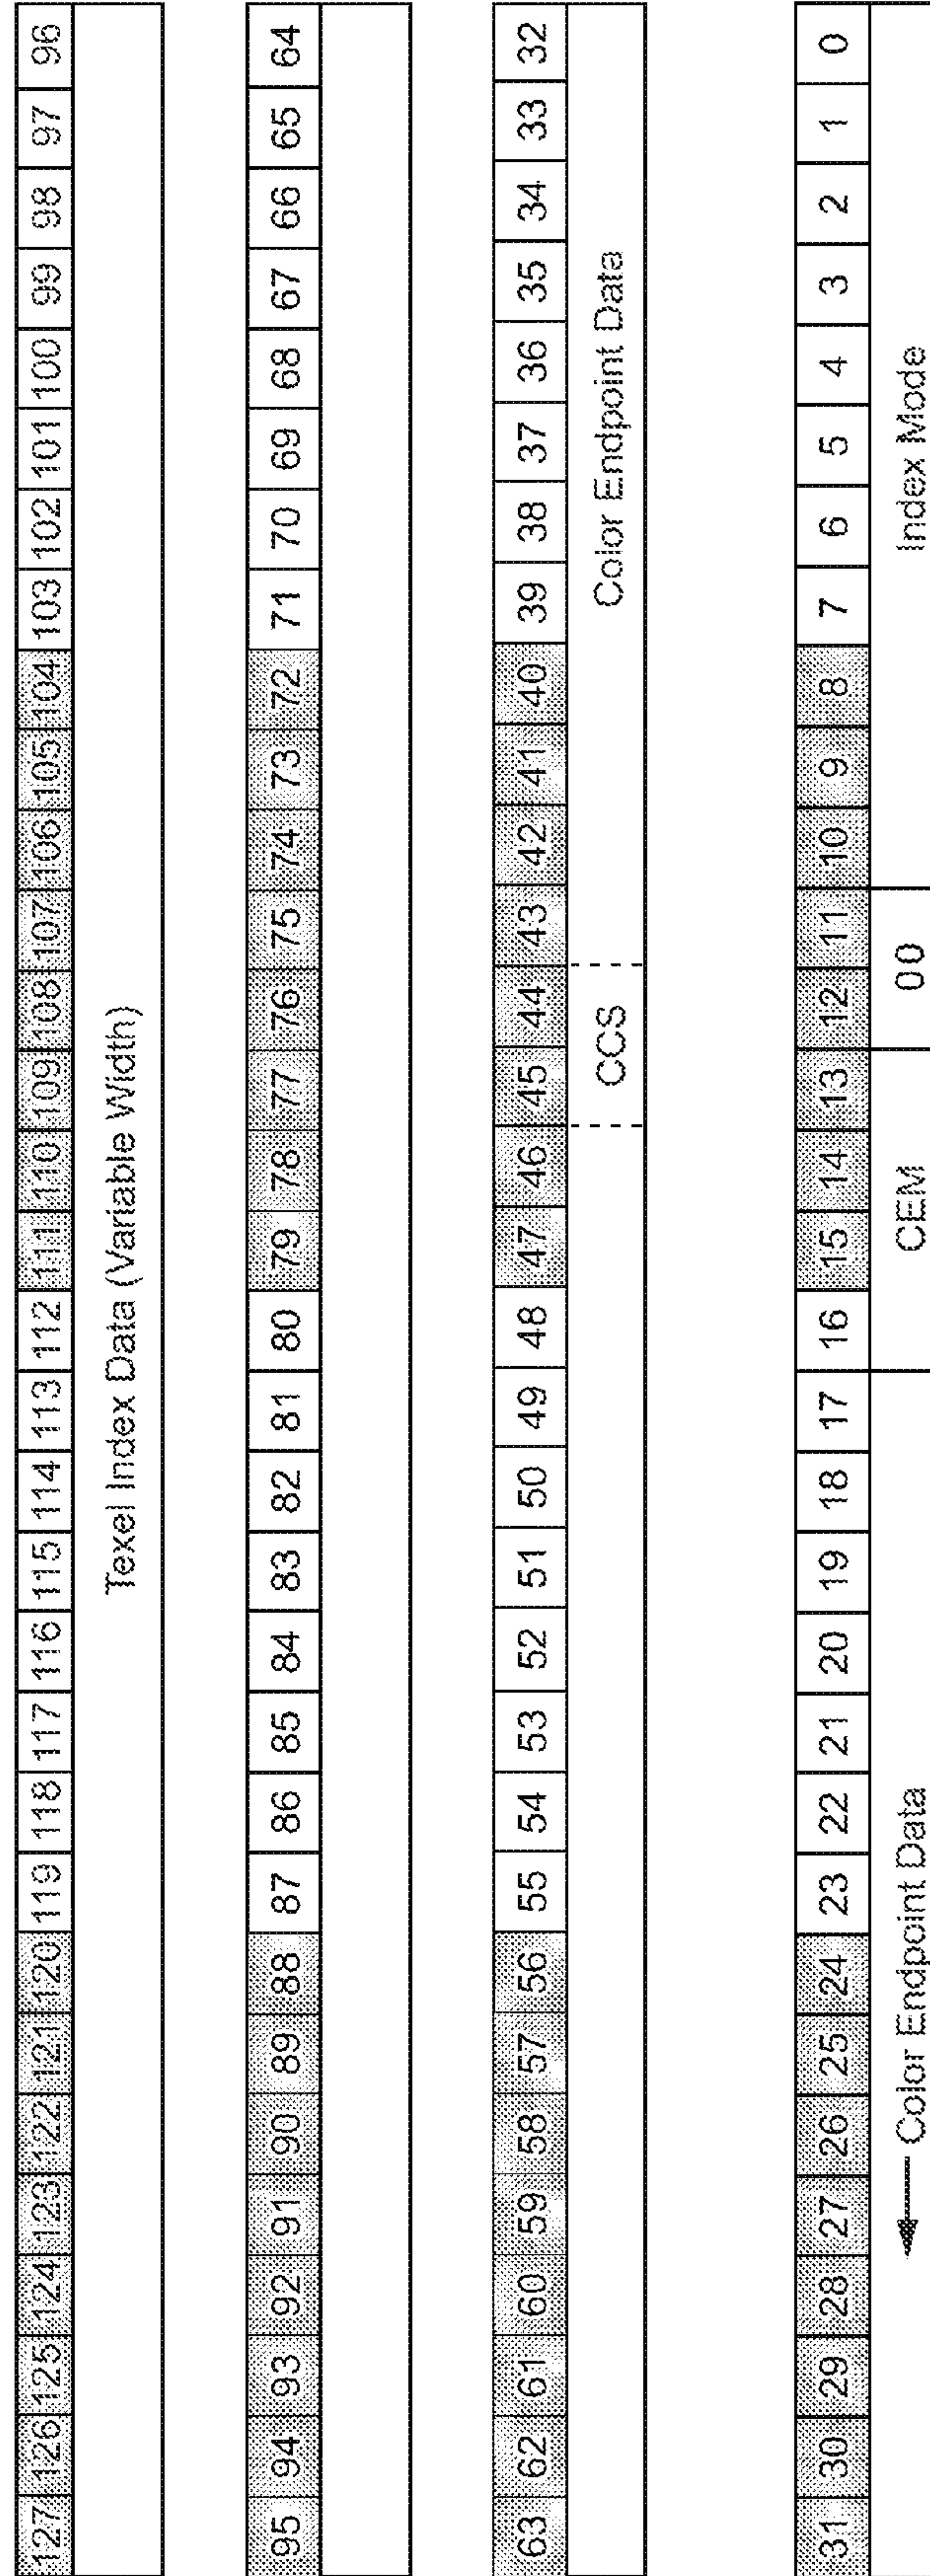 127 126 125 124 123 122 121 120 119 118 117 116 115 114 113 112 111 110 109 108 107 106 105 104 103 102 101 100 99 98 97 96
Texel Index Data (Variable Width)
95 94 93 92 91 90 89 88 87 86 85 84 83 82 81 80 79 78 77 76 75 74 73 72 71 70 69 68 67 66 65 64
63 62 61 60 59 58 57 56 55 54 53 52 51 50 49 48 47 46 45 44 43 42 41 40 39 38 37 36 35 34 33 32
CCS Color Endpoint Data
31 30 29 28 27 26 25 24 23 22 21 20 19 18 17 16 15 14 13 12 11 10 9 8 7 6 5 4 3 2 1 0
Color Endpoint Data CEM 00 Index Mode